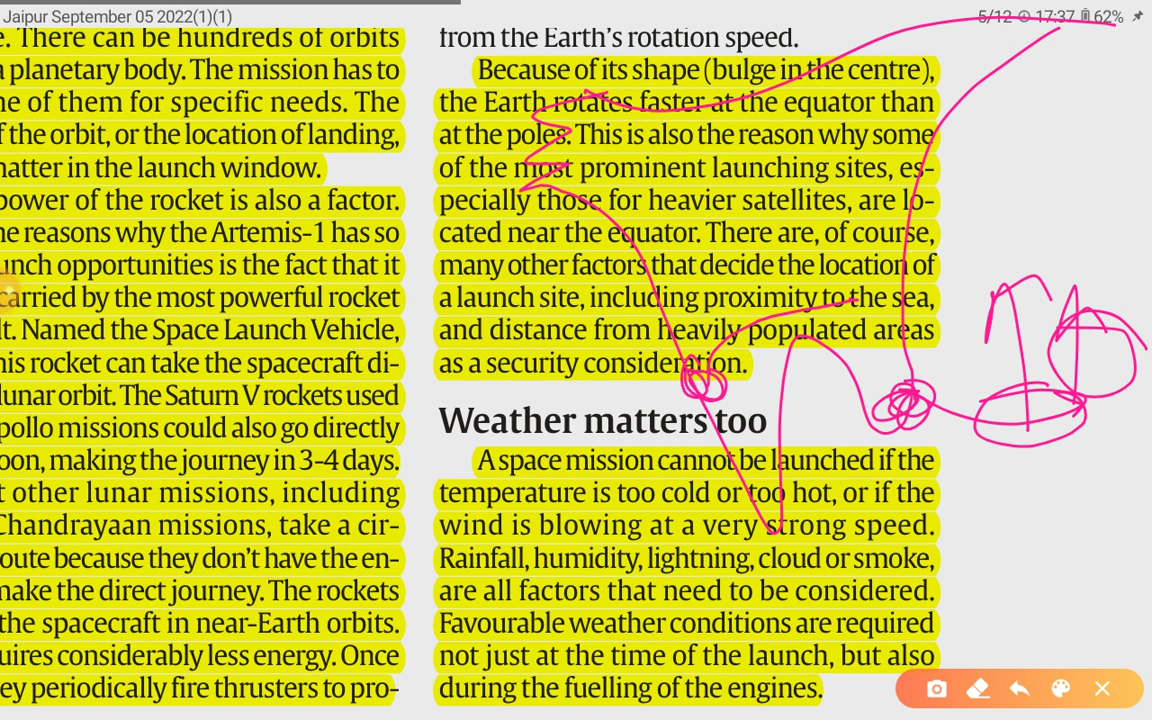 Jaipur September 05 2022(1)(1)
5/12 17:37 62%
e. There can be hundreds of orbits
a planetary body. The mission has to
ne of them for specific needs. The
f the orbit, or the location of landing,
natter in the launch window.
power of the rocket is also a factor.
ne reasons why the Artemis-1 has so
unch opportunities is the fact that it
carried by the most powerful rocket
lt. Named the Space Launch Vehicle,
his rocket can take the spacecraft di-
lunar orbit. The Saturn V rockets used
pollo missions could also go directly
oon, making the journey in 3-4 days.
t other lunar missions, including
Chandrayaan missions, take a cir-
oute because they don't have the en-
make the direct journey. The rockets
the spacecraft in near-Earth orbits.
uires considerably less energy. Once
ey periodically fire thrusters to pro-
from the Earth's rotation speed.
Because of its shape (bulge in the centre),
the Earth rotates faster at the equator than
at the poles. This is also the reason why some
of the most prominent launching sites, es-
pecially those for heavier satellites, are lo-
cated near the equator. There are, of course,
many other factors that decide the location of
a launch site, including proximity to the sea,
and distance from heavily populated areas
as a security consideration.
Weather matters too
A space mission cannot be launched if the
temperature is too cold or too hot, or if the
wind is blowing at a very strong speed.
Rainfall, humidity, lightning, cloud or smoke,
are all factors that need to be considered.
Favourable weather conditions are required
not just at the time of the launch, but also
during the fuelling of the engines.